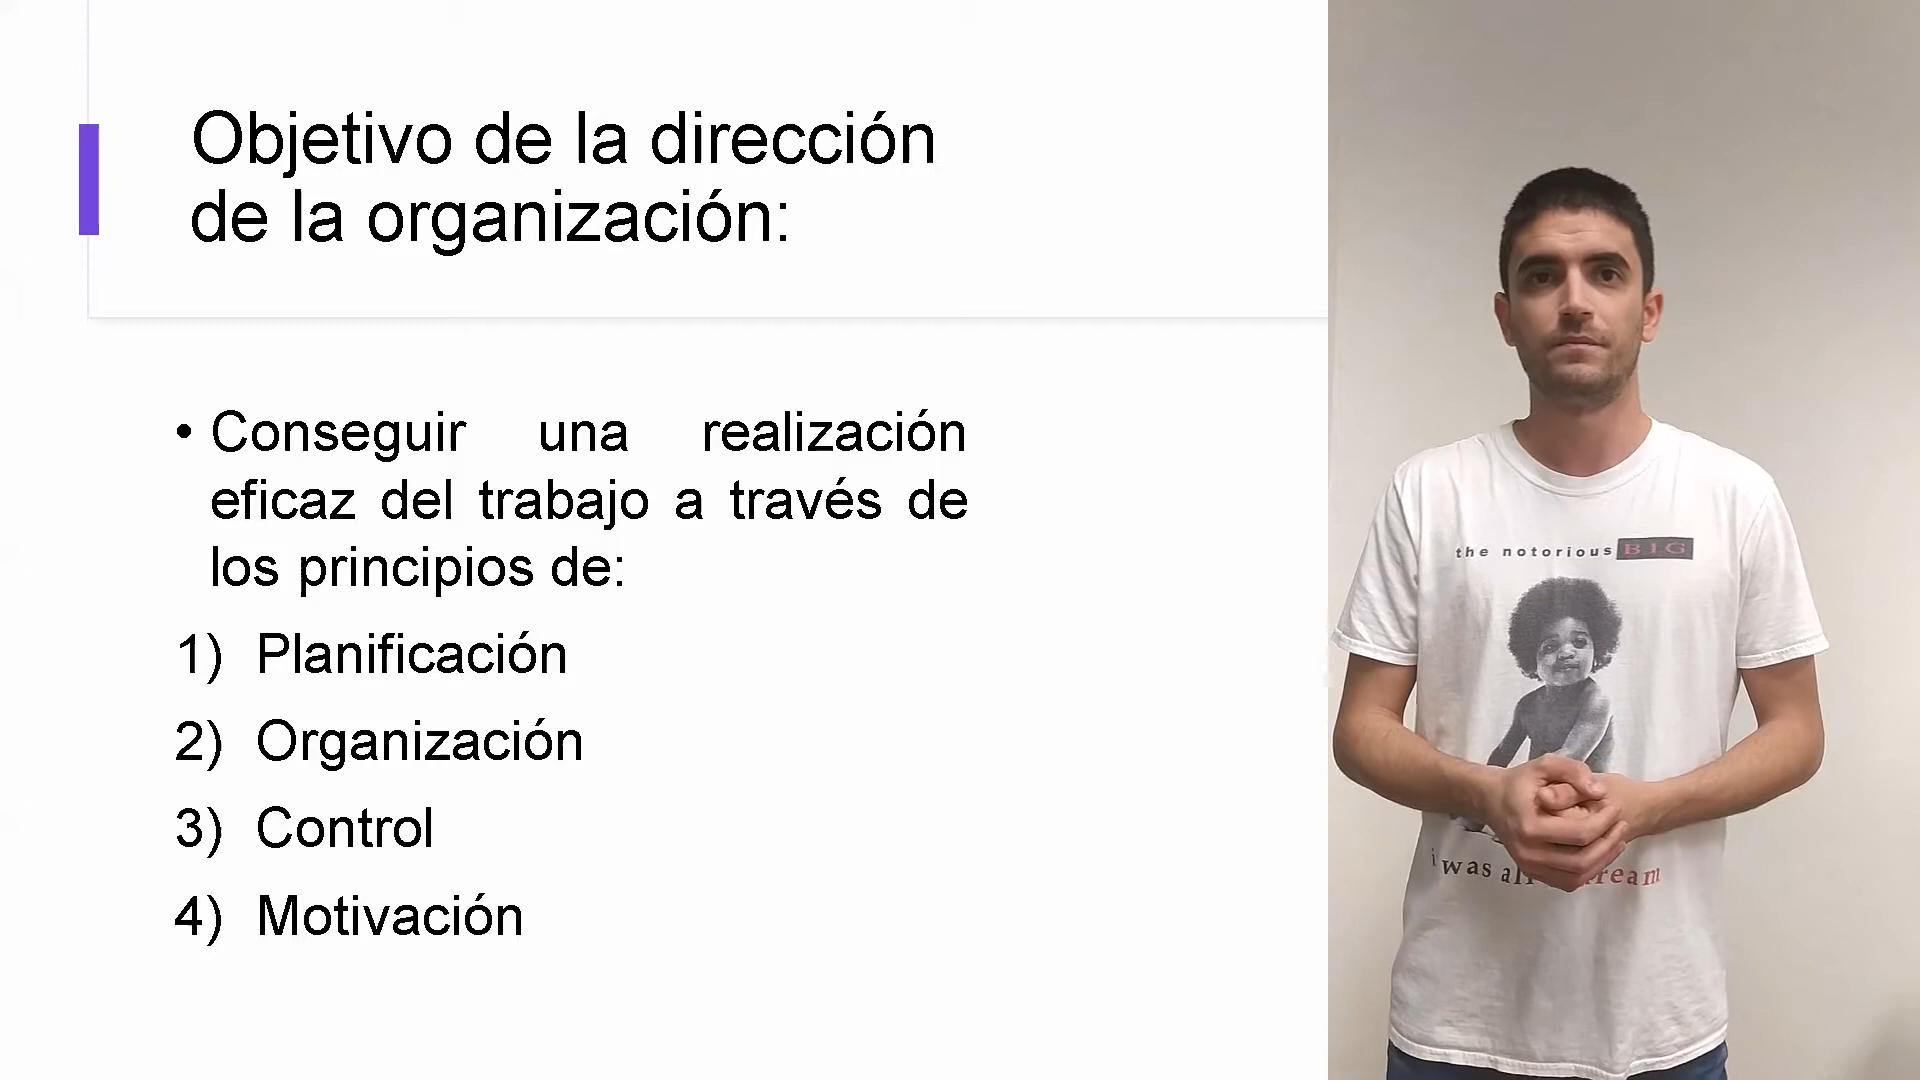 Objetivo de la dirección
de la organización:
• Conseguir una realización
eficaz del trabajo a través de
los principios de:
1) Planificación
2) Organización
3) Control
4) Motivación
the notorious BIG
i was all
ream